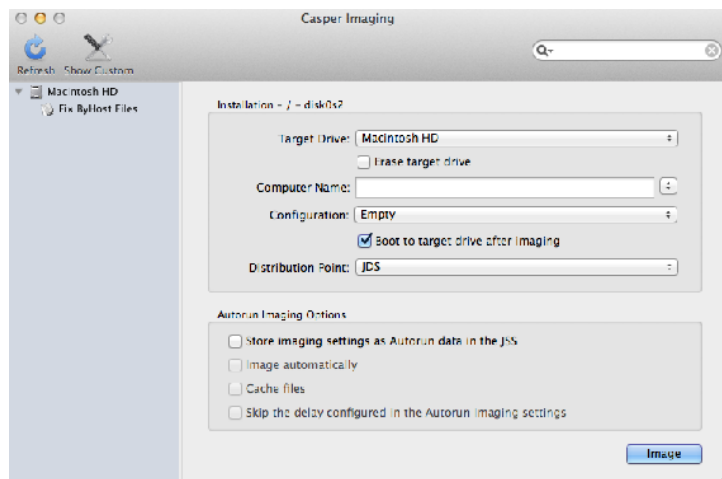 Casper Imaging
Refresh Show Custom
Macintosh HD
Fix ByHost Files
Installation - / - disk0s2
Target Drive: Macintosh HD
Erase target drive
Computer Name:
Configuration: Empty
Boot to target drive after imaging
Distribution Point: JDS
Autorun Imaging Options
Store imaging settings as Autorun data in the JSS
Image automatically
Cache files
Skip the delay configured in the Autorun Imaging settings
Image